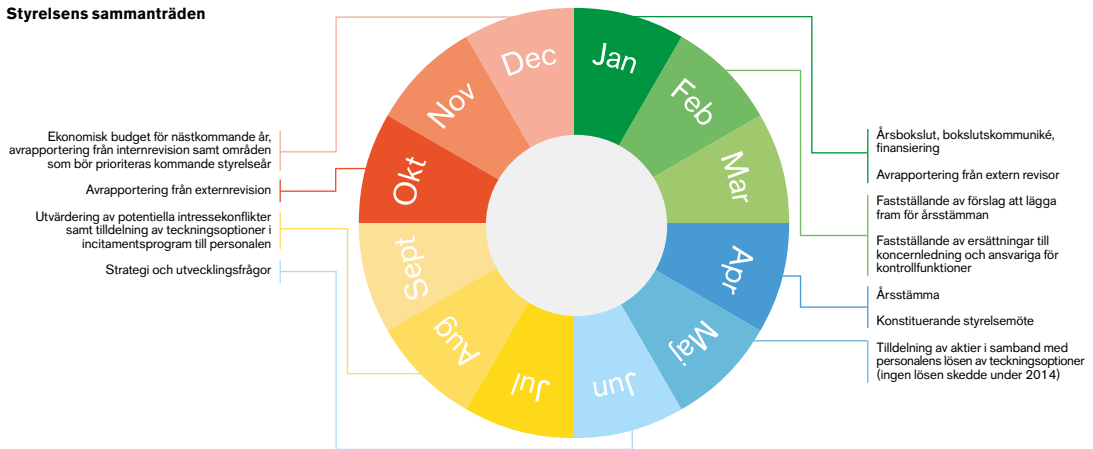 Styrelsens sammanträden
Jan
Feb
Mar
Apr
Maj
Jun
Jul
Aug
Sept
Okt
Nov
Dec
Årsbokslut, bokslutskommuniké,
finansiering
Avrapportering från extern revisor
Fastställande av förslag att lägga
fram för årsstämman
Fastställande av ersättningar till
koncernledning och ansvariga för
kontrollfunktioner
Årsstämma
Konstituerande styrelsemöte
Tilldelning av aktier i samband med
personalens lösen av teckningsoptioner
(ingen lösen skedde under 2014)
Ekonomisk budget för nästkommande år,
avrapportering från internrevision samt områden
som bör prioriteras kommande styrelseår
Avrapportering från externrevision
Utvärdering av potentiella intressekonflikter
samt tilldelning av teckningsoptioner i
incitamentsprogram till personalen
Strategi och utvecklingsfrågor